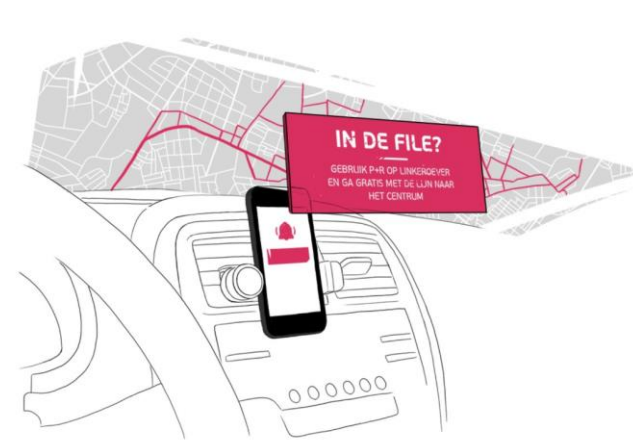 IN DE FILE?
GEBRUIK P+R OP LINKEROEVER
EN GA GRATIS MET DE LIJN NAAR
HET CENTRUM